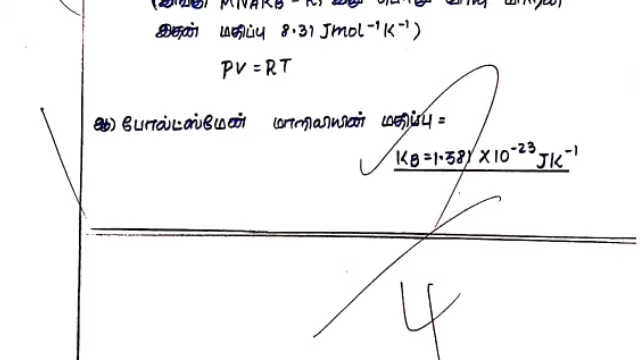 இதன் மதிப்பு 8.31 Jmol⁻¹K⁻¹)
PV = RT
ஆ) போல்ட்ஸ்மேன் மாறிலியின் மதிப்பு =
KB = 1.381 × 10⁻²³ JK⁻¹
4